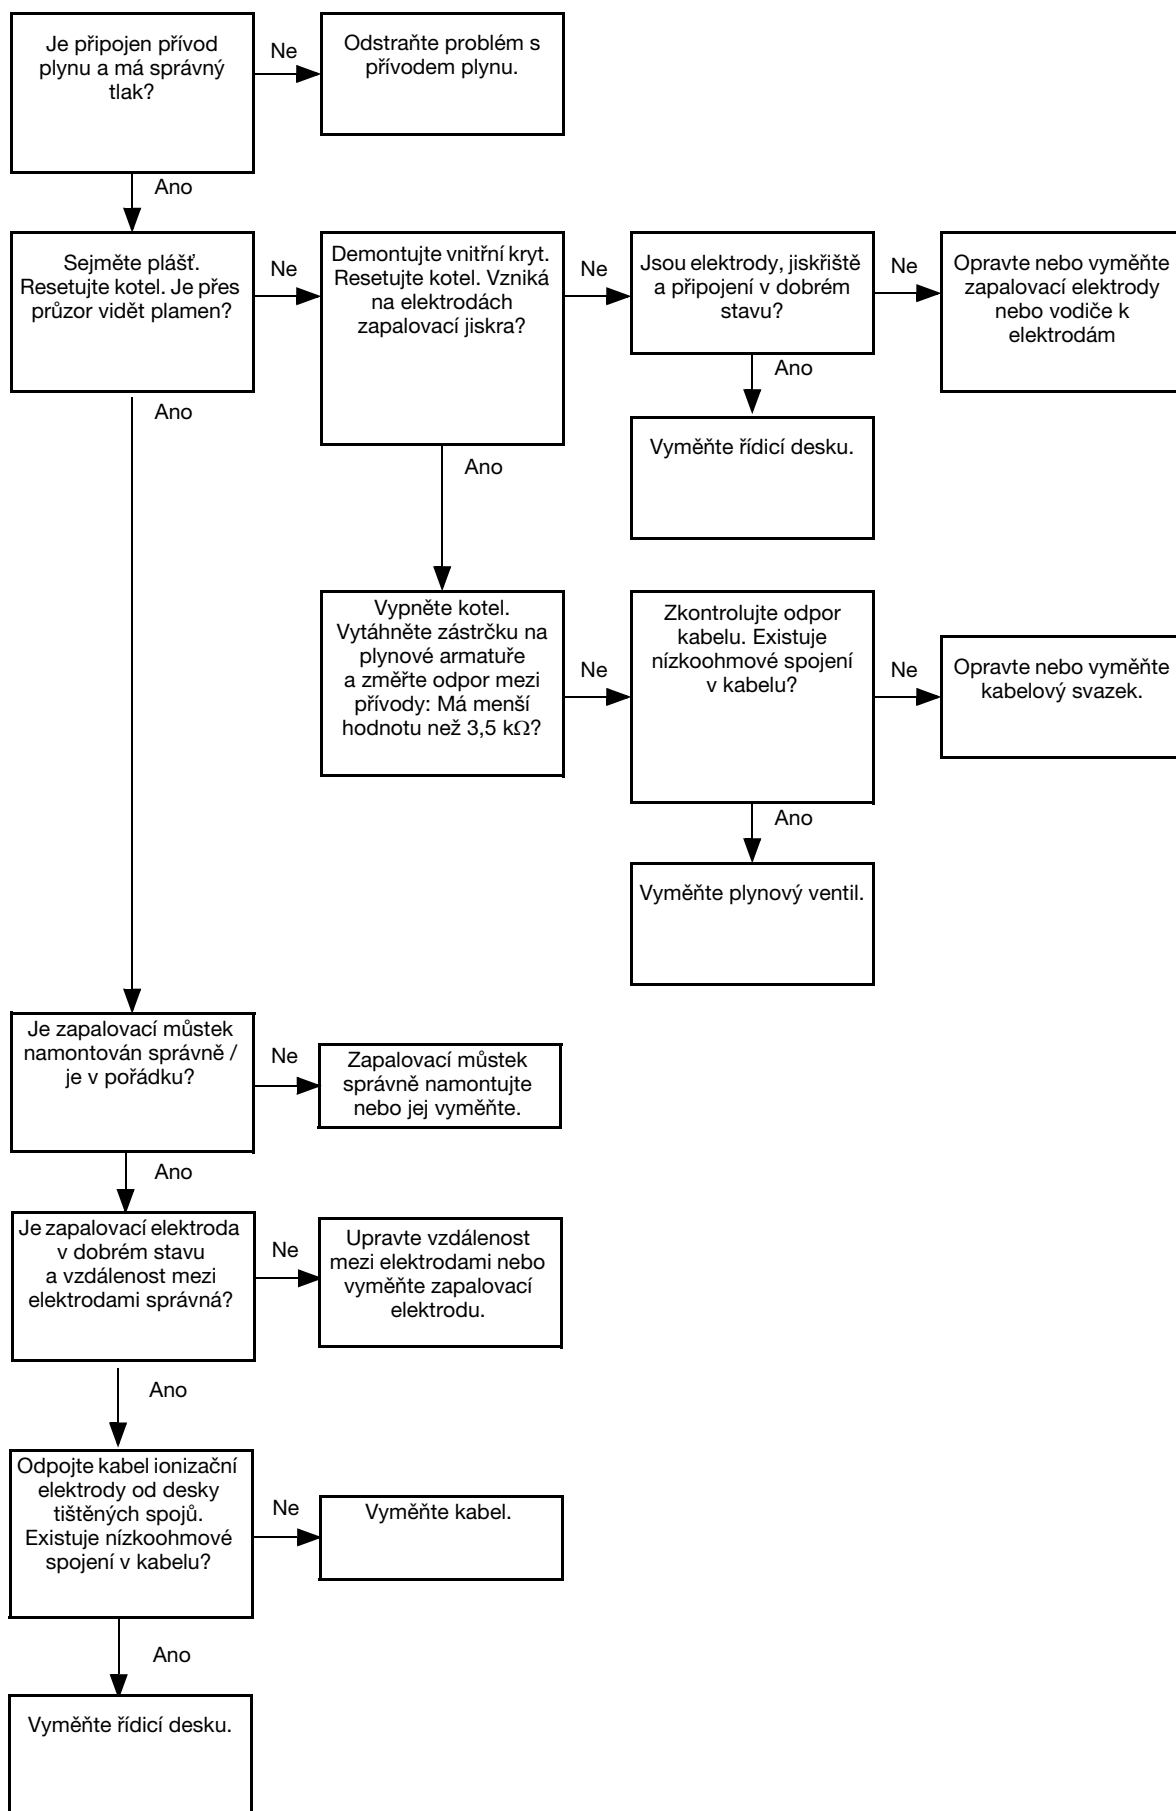 Je připojen přívod
plynu a má správný
tlak?
Ne
Odstraňte problém s
přívodem plynu.
Ano
Sejměte plášť.
Resetujte kotel. Je přes
průzor vidět plamen?
Ne
Demontujte vnitřní kryt.
Resetujte kotel. Vzniká
na elektrodách
zapalovací jiskra?
Ne
Jsou elektrody, jiskřiště
a připojení v dobrém
stavu?
Ne
Opravte nebo vyměňte
zapalovací elektrody
nebo vodiče k
elektrodám
Ano
Vyměňte řídicí desku.
Ano
Ano
Vypněte kotel.
Vytáhněte zástrčku na
plynové armatuře
a změřte odpor mezi
přívody: Má menší
hodnotu než 3,5 kΩ?
Ne
Zkontrolujte odpor
kabelu. Existuje
nízkoohmové spojení
v kabelu?
Ne
Opravte nebo vyměňte
kabelový svazek.
Ano
Vyměňte plynový ventil.
Je zapalovací můstek
namontován správně /
je v pořádku?
Ne
Zapalovací můstek
správně namontujte
nebo jej vyměňte.
Ano
Je zapalovací elektroda
v dobrém stavu
a vzdálenost mezi
elektrodami správná?
Ne
Upravte vzdálenost
mezi elektrodami nebo
vyměňte zapalovací
elektrodu.
Ano
Odpojte kabel ionizační
elektrody od desky
tištěných spojů.
Existuje nízkoohmové
spojení v kabelu?
Ne
Vyměňte kabel.
Ano
Vyměňte řídicí desku.